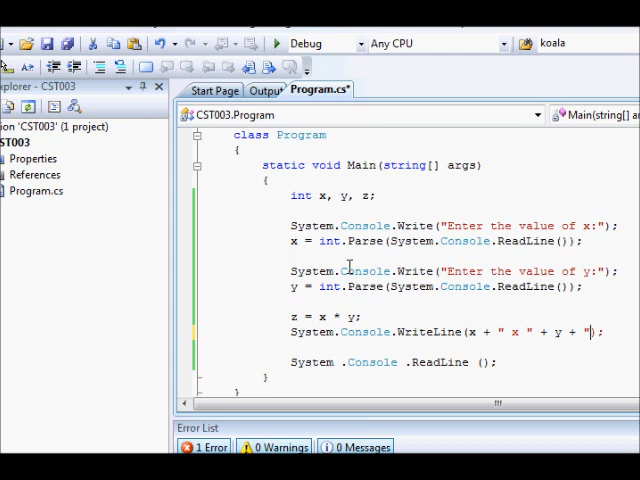 Debug Any CPU koala
xplorer - CST003
Start Page Output Program.cs*
CST003.Program Main(string[] ar
ion 'CST003' (1 project)
ST003
Properties
References
Program.cs
class Program
{
static void Main(string[] args)
{
int x, y, z;
System.Console.Write("Enter the value of x:");
x = int.Parse(System.Console.ReadLine());
System.Console.Write("Enter the value of y:");
y = int.Parse(System.Console.ReadLine());
z = x * y;
System.Console.WriteLine(x + " x " + y + ");
System .Console .ReadLine ();
}
}
Error List
1 Error 0 Warnings 0 Messages